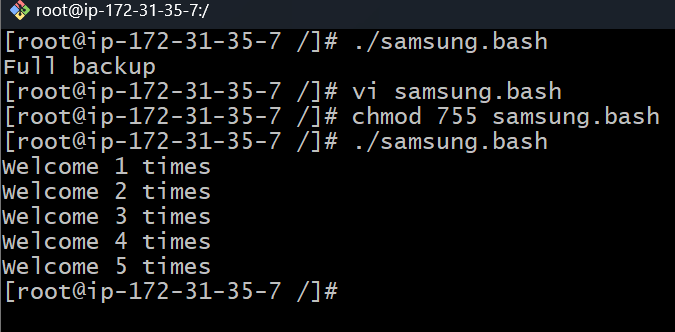 root@ip-172-31-35-7:/
[root@ip-172-31-35-7 /]# ./samsung.bash
Full backup
[root@ip-172-31-35-7 /]# vi samsung.bash
[root@ip-172-31-35-7 /]# chmod 755 samsung.bash
[root@ip-172-31-35-7 /]# ./samsung.bash
Welcome 1 times
Welcome 2 times
Welcome 3 times
Welcome 4 times
Welcome 5 times
[root@ip-172-31-35-7 /]#